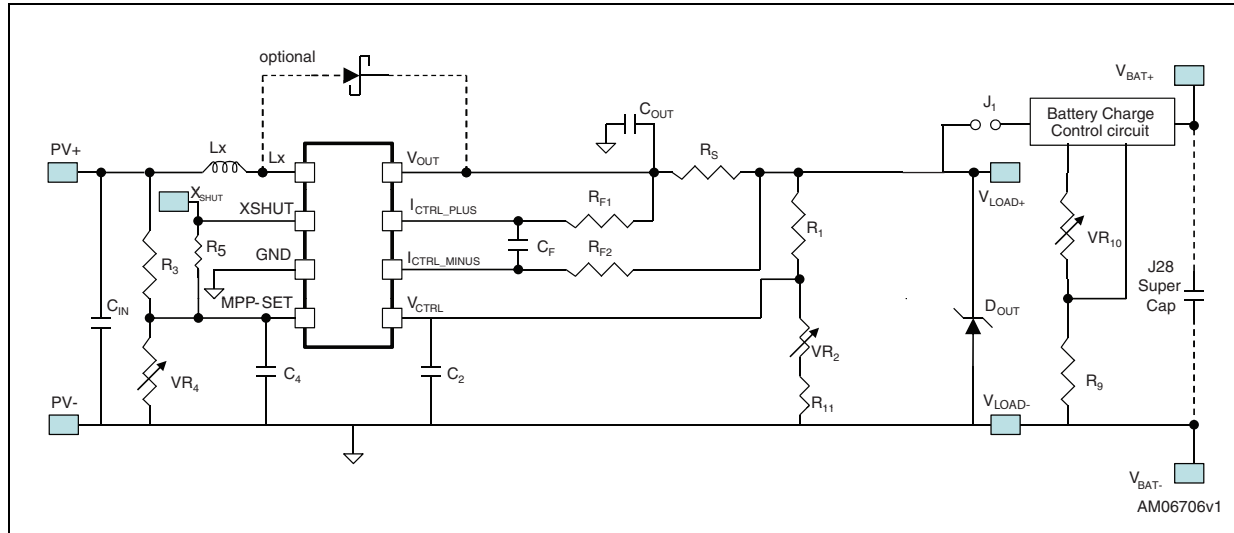 optional
V_BAT+
J_1
Battery Charge
Control circuit
C_OUT
PV+
Lx
Lx
V_OUT
R_S
X_SHUT
V_LOAD+
XSHUT
I_CTRL_PLUS
R_F1
R_1
VR_10
R_5
R_3
GND
C_F
R_F2
I_CTRL_MINUS
J28
Super
Cap
C_IN
MPP-SET
V_CTRL
D_OUT
VR_4
C_4
C_2
VR_2
R_9
R_11
PV-
V_LOAD-
V_BAT-
AM06706v1